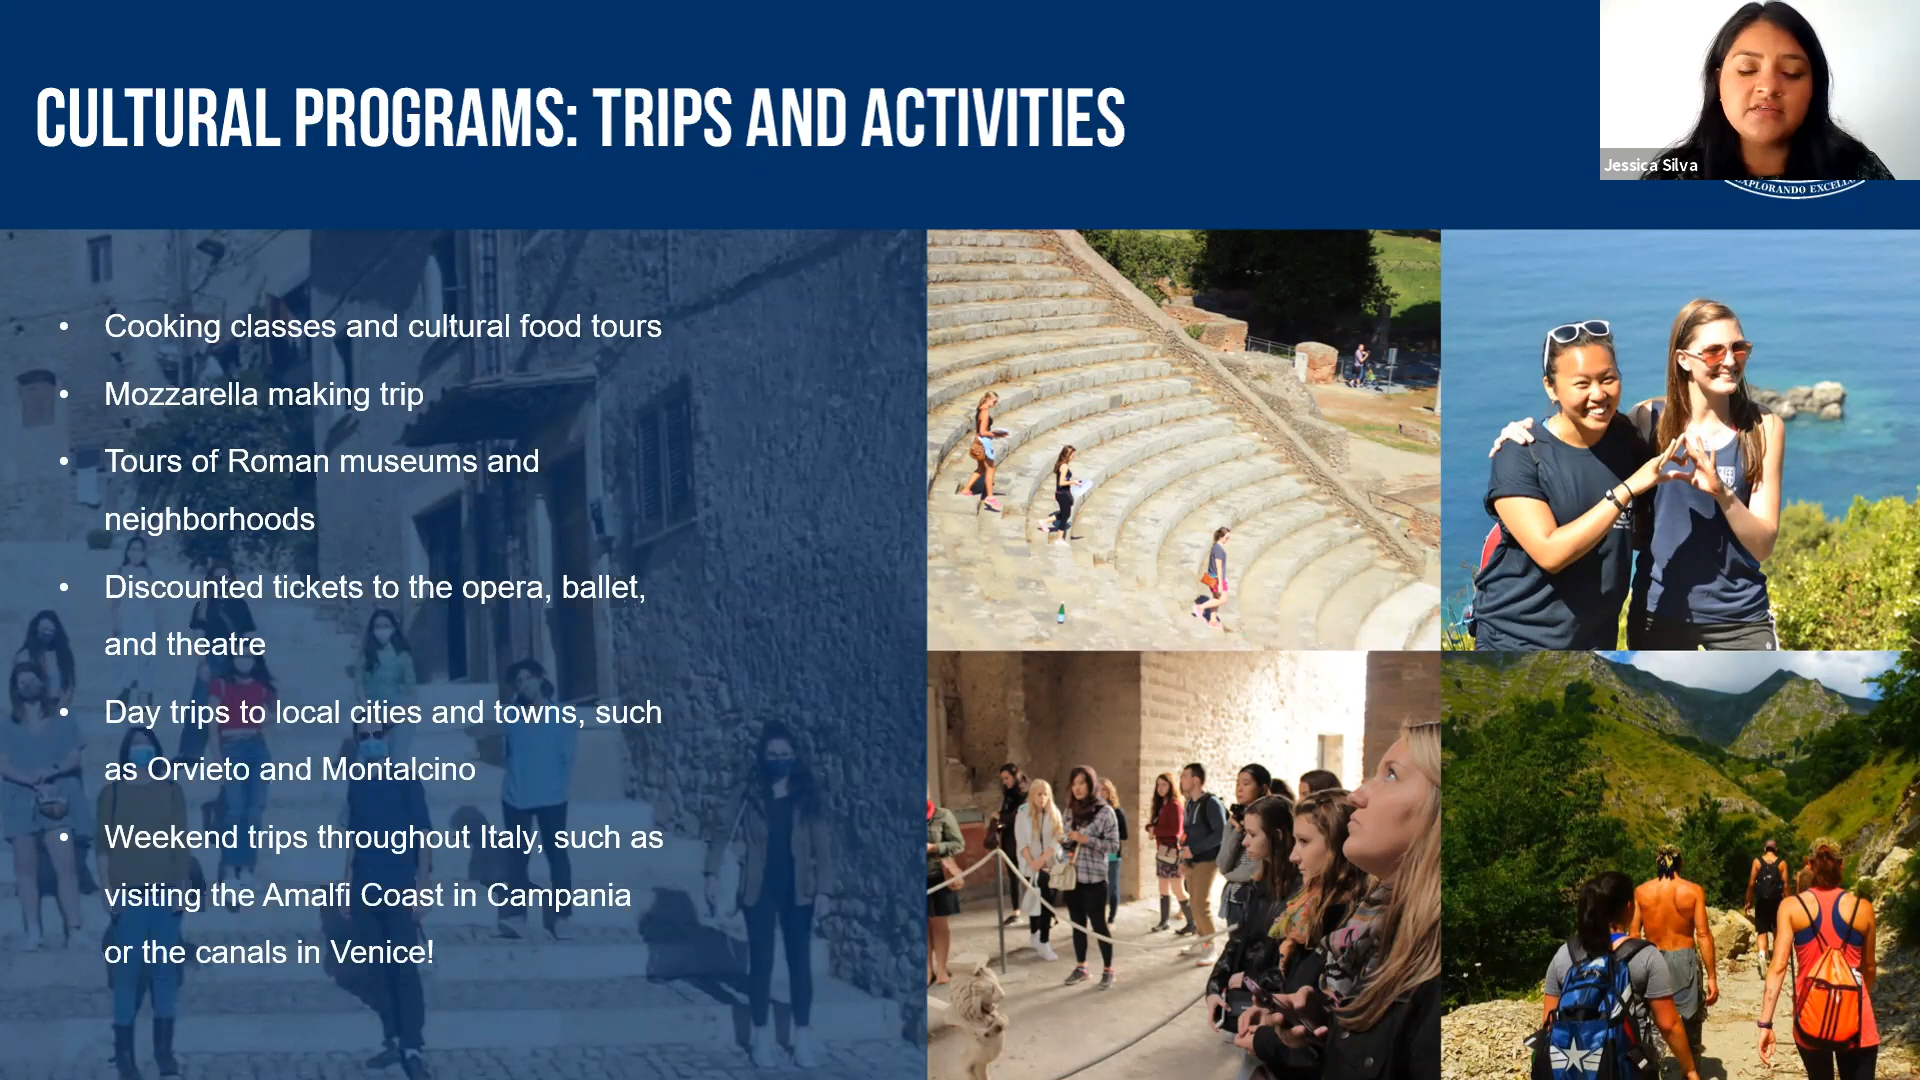 CULTURAL PROGRAMS: TRIPS AND ACTIVITIES
Jessica Silva
• Cooking classes and cultural food tours
• Mozzarella making trip
• Tours of Roman museums and
neighborhoods
• Discounted tickets to the opera, ballet,
and theatre
• Day trips to local cities and towns, such
as Orvieto and Montalcino
• Weekend trips throughout Italy, such as
visiting the Amalfi Coast in Campania
or the canals in Venice!